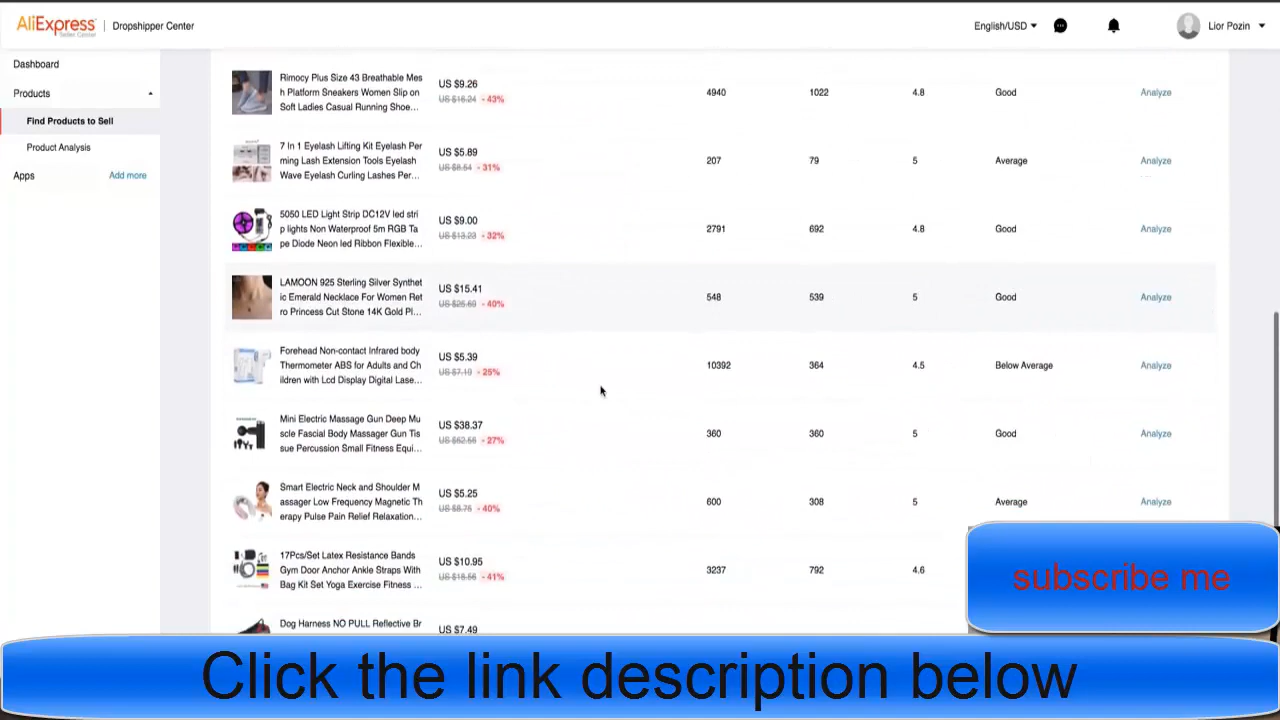 AliExpress | Dropshipper Center English/USD Lior Pozin
Dashboard
Products
Find Products to Sell
Product Analysis
Apps Add more
Rimocy Plus Size 43 Breathable Mes
h Platform Sneakers Women Slip on
Soft Ladies Casual Running Shoe...
US $9.26
US $16.24 - 43%
4940 1022 4.8 Good Analyze
7 In 1 Eyelash Lifting Kit Eyelash Per
ming Lash Extension Tools Eyelash
Wave Eyelash Curling Lashes Per...
US $5.89
US $8.54 - 31%
207 79 5 Average Analyze
5050 LED Light Strip DC12V led stri
p lights Non Waterproof 5m RGB Ta
pe Diode Neon led Ribbon Flexible...
US $9.00
US $13.23 - 32%
2791 692 4.8 Good Analyze
LAMOON 925 Sterling Silver Synthet
ic Emerald Necklace For Women Ret
ro Princess Cut Stone 14K Gold Pl...
US $15.41
US $25.69 - 40%
548 539 5 Good Analyze
Forehead Non-contact Infrared body
Thermometer ABS for Adults and Ch
ildren with Lcd Display Digital Lase...
US $5.39
US $7.19 - 25%
10392 364 4.5 Below Average Analyze
Mini Electric Massage Gun Deep Mu
scle Fascial Body Massager Gun Tis
sue Percussion Small Fitness Equi...
US $38.37
US $52.56 - 27%
360 360 5 Good Analyze
Smart Electric Neck and Shoulder M
assager Low Frequency Magnetic Th
erapy Pulse Pain Relief Relaxation...
US $5.25
US $8.75 - 40%
600 308 5 Average Analyze
17Pcs/Set Latex Resistance Bands
Gym Door Anchor Ankle Straps With
Bag Kit Set Yoga Exercise Fitness ...
US $10.95
US $18.56 - 41%
3237 792 4.6
Dog Harness NO PULL Reflective Br
US $7.49
subscribe me
Click the link description below